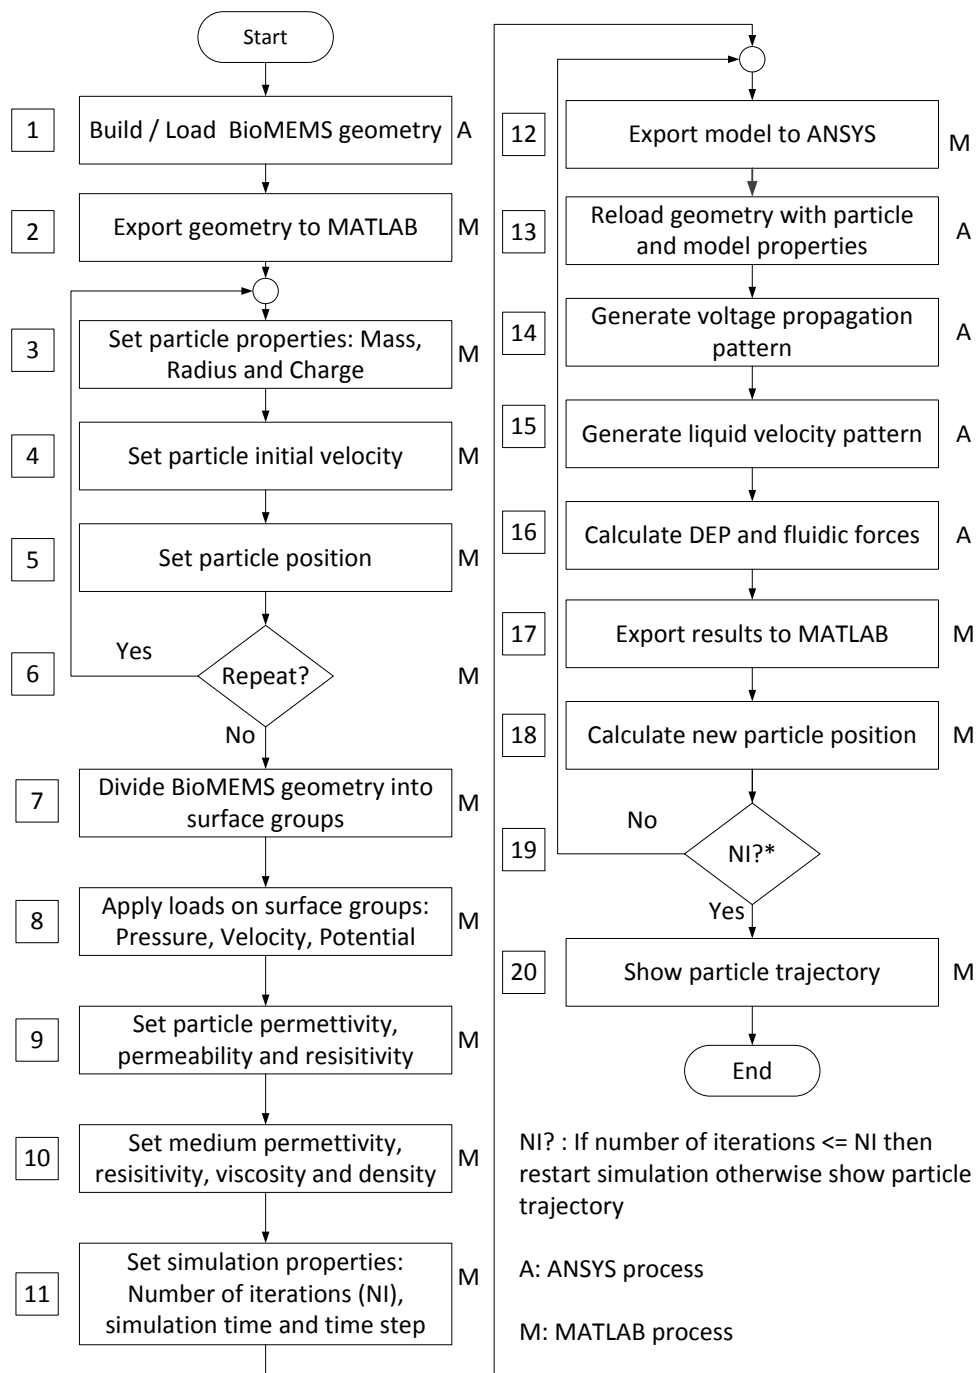 Start
1
Build / Load BioMEMS geometry
A
2
Export geometry to MATLAB
M
3
Set particle properties: Mass,
Radius and Charge
M
4
Set particle initial velocity
M
5
Set particle position
M
Yes
6
Repeat?
M
No
7
Divide BioMEMS geometry into
surface groups
M
8
Apply loads on surface groups:
Pressure, Velocity, Potential
M
9
Set particle permettivity,
permeability and resisitivity
M
10
Set medium permettivity,
resisitivity, viscosity and density
M
11
Set simulation properties:
Number of iterations (NI),
simulation time and time step
M
12
Export model to ANSYS
M
13
Reload geometry with particle
and model properties
A
14
Generate voltage propagation
pattern
A
15
Generate liquid velocity pattern
A
16
Calculate DEP and fluidic forces
A
17
Export results to MATLAB
M
18
Calculate new particle position
M
No
19
NI?*
Yes
20
Show particle trajectory
M
End
NI? : If number of iterations <= NI then
restart simulation otherwise show particle
trajectory
A: ANSYS process
M: MATLAB process